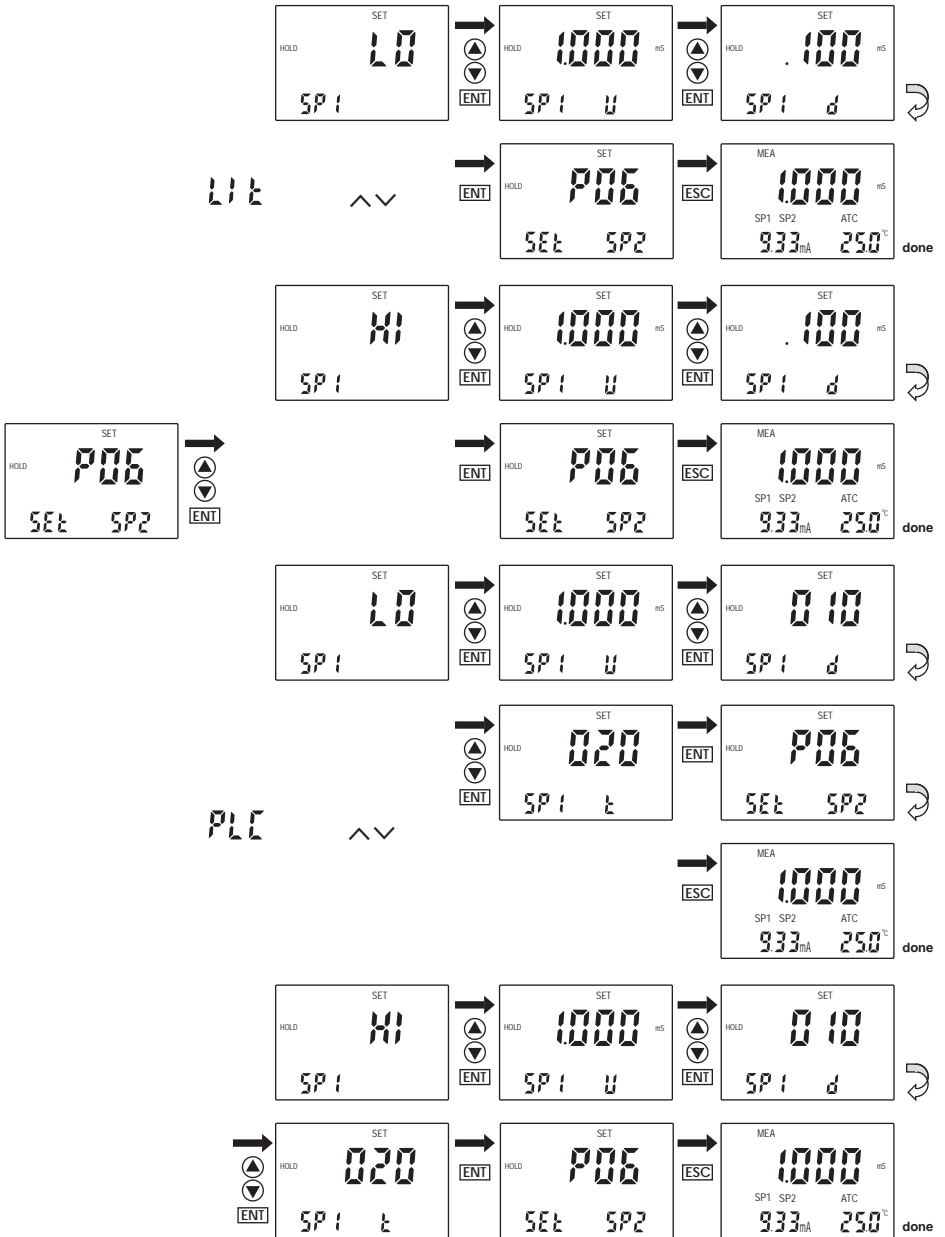 SET
HOLD
LO
SP1
ENT
SET
HOLD
1.000 mS
SP1 U
ENT
SET
HOLD
.100 mS
SP1 d
LIt
ENT
SET
HOLD
P06
SEt SP2
ESC
MEA
1.000 mS
SP1 SP2 ATC
9.33mA 25.0°C
done
SET
HOLD
HI
SP1
ENT
SET
HOLD
1.000 mS
SP1 U
ENT
SET
HOLD
.100 mS
SP1 d
SET
HOLD
P06
SEt SP2
ENT
ENT
SET
HOLD
P06
SEt SP2
ESC
MEA
1.000 mS
SP1 SP2 ATC
9.33mA 25.0°C
done
SET
HOLD
LO
SP1
ENT
SET
HOLD
1.000 mS
SP1 U
ENT
SET
HOLD
010
SP1 d
PLC
ENT
SET
HOLD
020
SP1 t
ENT
SET
HOLD
P06
SEt SP2
ESC
MEA
1.000 mS
SP1 SP2 ATC
9.33mA 25.0°C
done
SET
HOLD
HI
SP1
ENT
SET
HOLD
1.000 mS
SP1 U
ENT
SET
HOLD
010
SP1 d
ENT
SET
HOLD
020
SP1 t
ENT
SET
HOLD
P06
SEt SP2
ESC
MEA
1.000 mS
SP1 SP2 ATC
9.33mA 25.0°C
done